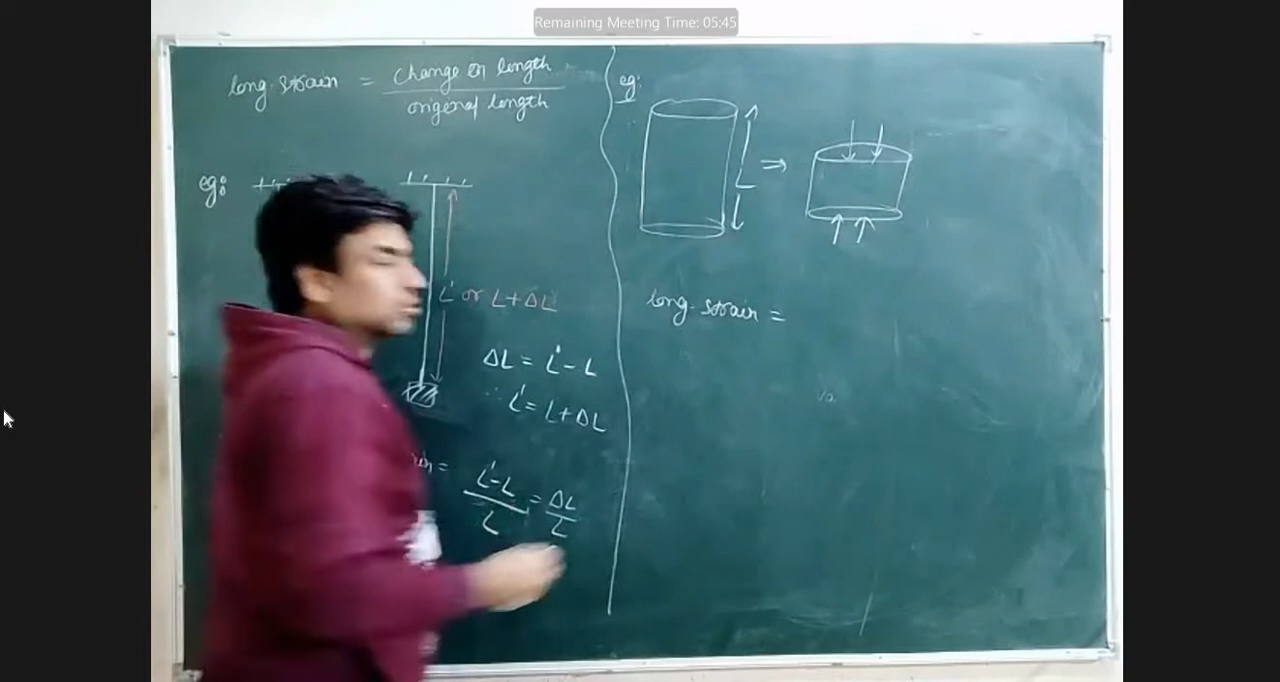 Remaining Meeting Time: 05:45
long. strain = change in length
original length
eg:
L' or L+ΔL
ΔL = L' - L
∴ L' = L+ΔL
= L'-L / L = ΔL / L
eg:
L
⇒
long. strain =